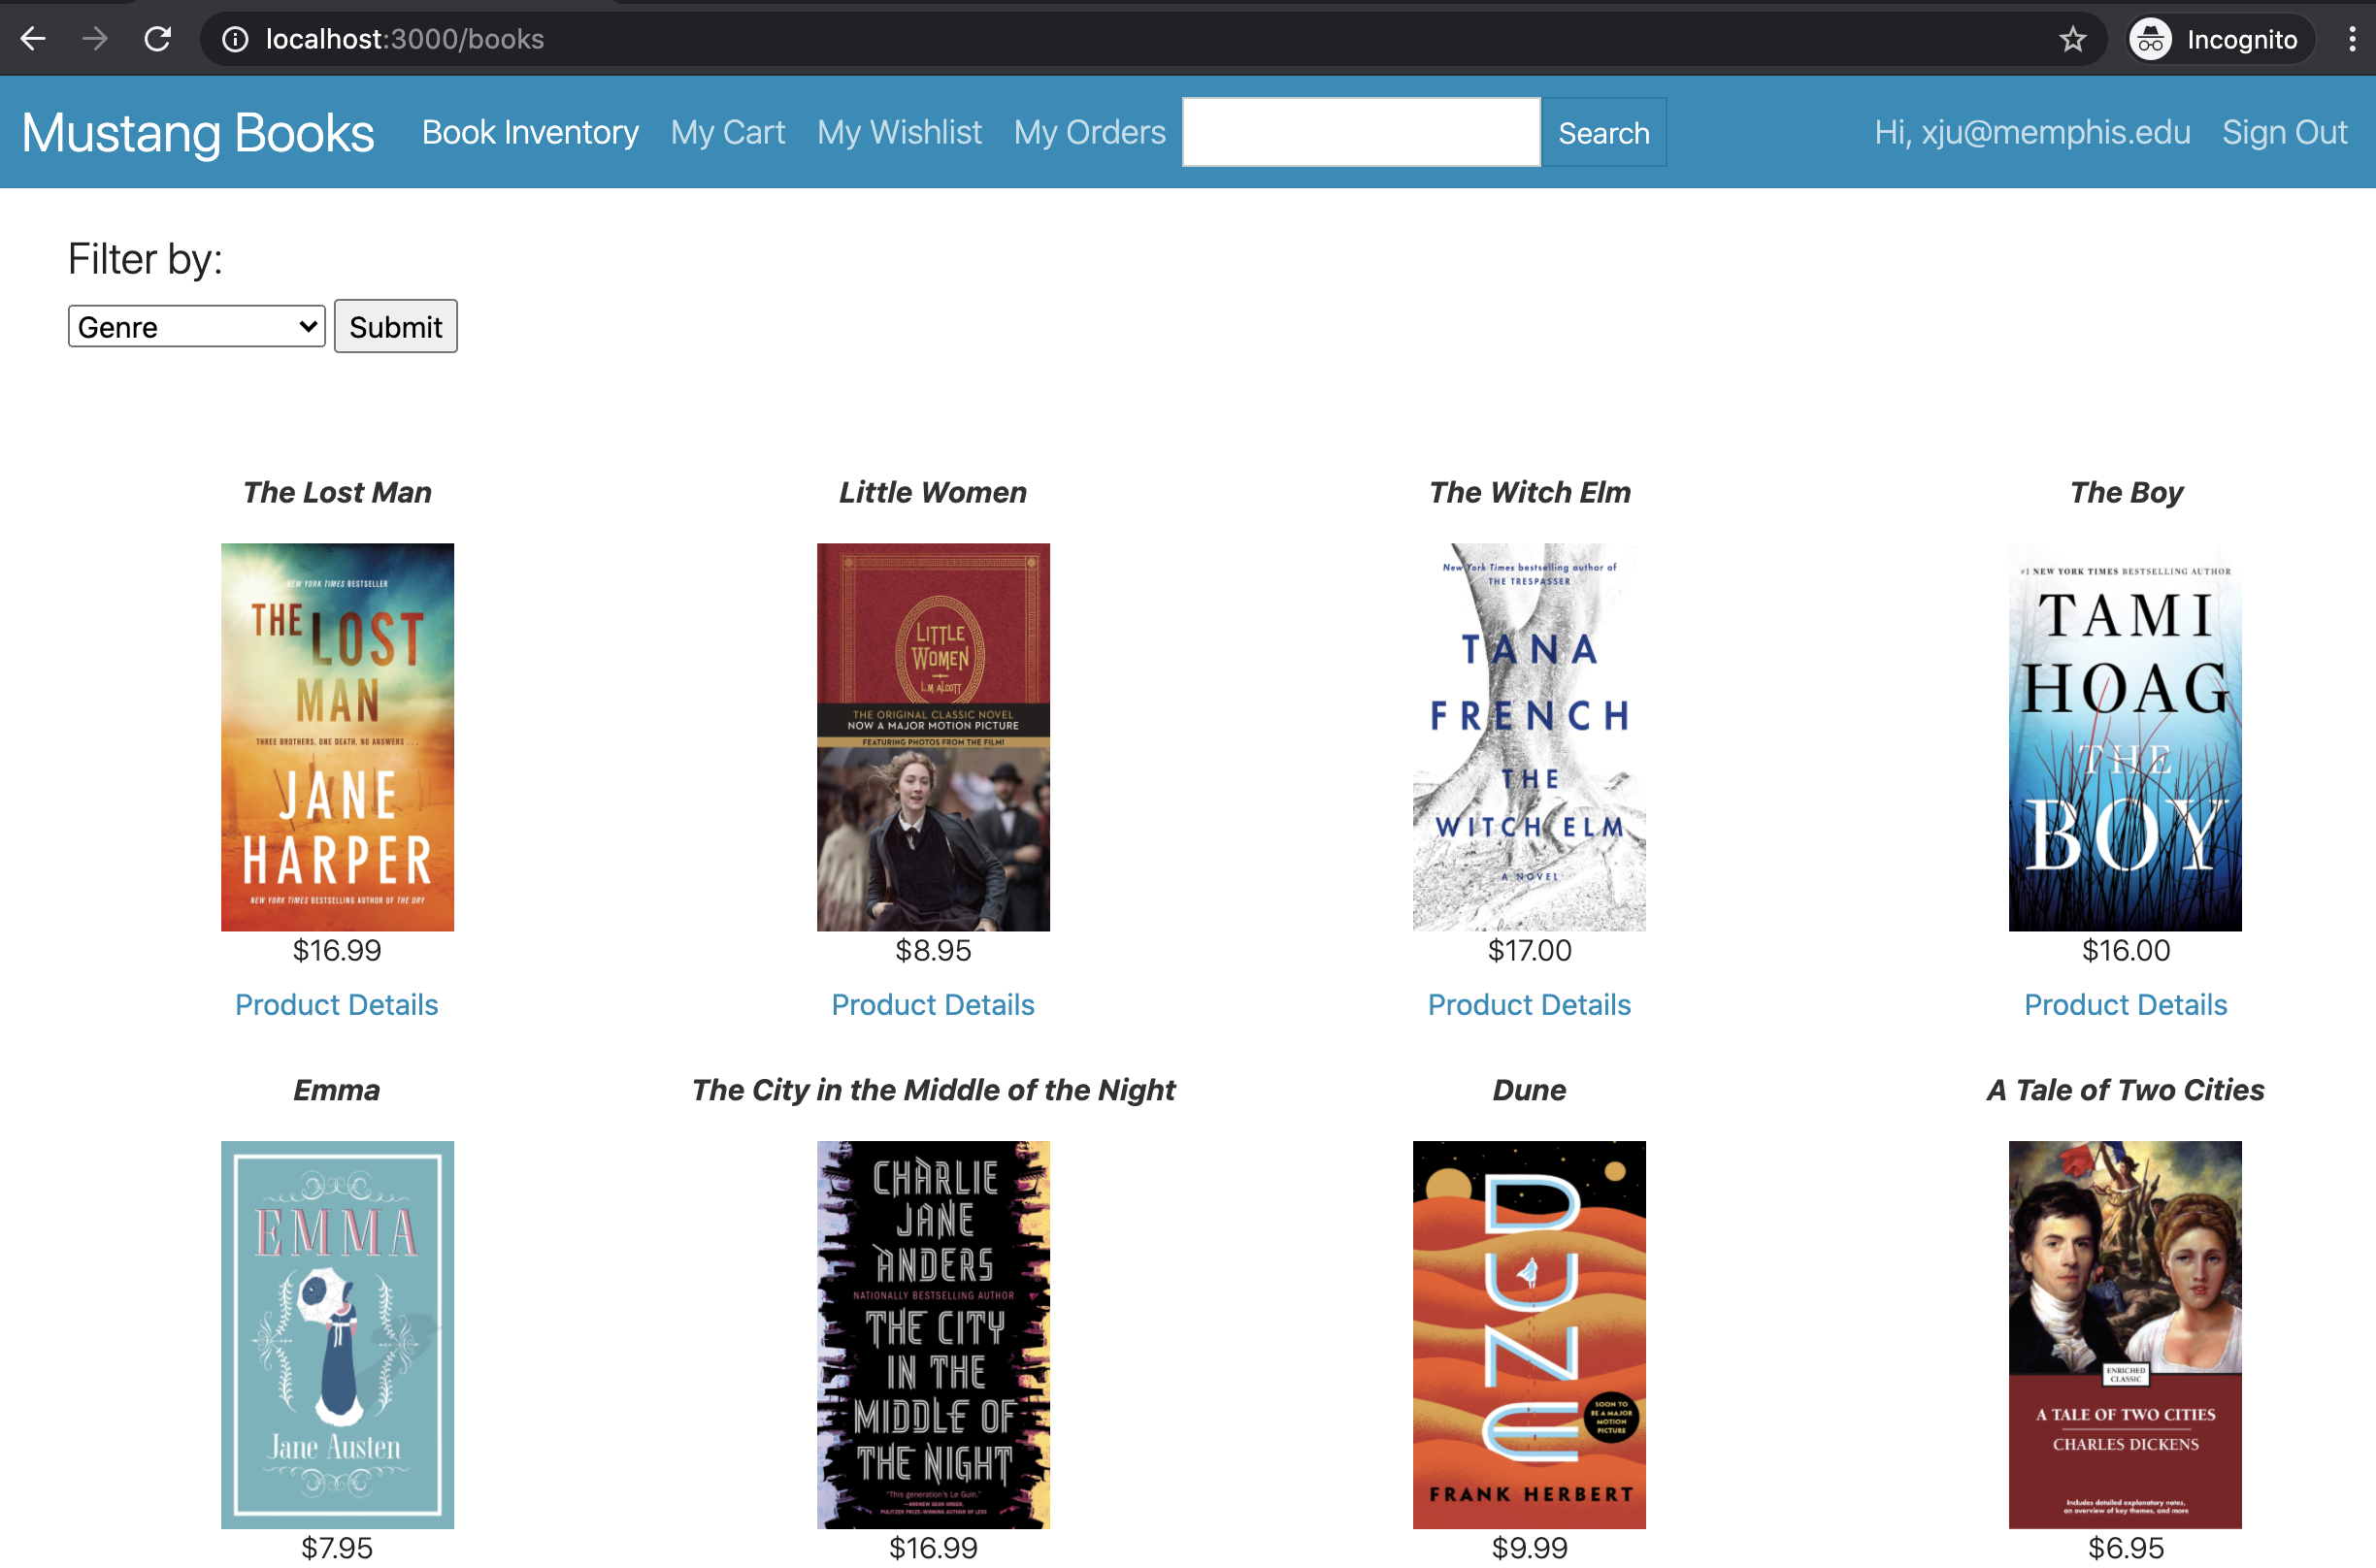 localhost:3000/books
Incognito
Mustang Books
Book Inventory
My Cart
My Wishlist
My Orders
Search
Hi, xju@memphis.edu
Sign Out
Filter by:
Genre
Submit
The Lost Man
NEW YORK TIMES BESTSELLER
THE LOST
MAN
THREE BROTHERS. ONE DEATH. NO ANSWERS . . .
JANE
HARPER
NEW YORK TIMES BESTSELLING AUTHOR OF THE DRY
$16.99
Product Details
Little Women
LITTLE
WOMEN
L.M. ALCOTT
THE ORIGINAL CLASSIC NOVEL
NOW A MAJOR MOTION PICTURE
FEATURING PHOTOS FROM THE FILM!
$8.95
Product Details
The Witch Elm
New York Times bestselling author of
THE TRESPASSER
TANA
FRENCH
THE
WITCH ELM
A NOVEL
$17.00
Product Details
The Boy
#1 NEW YORK TIMES BESTSELLING AUTHOR
TAMI
HOAG
THE
BOY
$16.00
Product Details
Emma
EMMA
Jane Austen
$7.95
The City in the Middle of the Night
CHARLIE
JANE
ANDERS
NATIONALLY BESTSELLING AUTHOR
THE CITY
IN THE
MIDDLE OF
THE NIGHT
"This generation's Le Guin."
—ANDREW SEAN GREER,
PULITZER PRIZE-WINNING AUTHOR OF LESS
$16.99
Dune
DUNE
SOON TO
BE A MAJOR
MOTION
PICTURE
FRANK HERBERT
$9.99
A Tale of Two Cities
ENRICHED
CLASSIC
A TALE OF TWO CITIES
CHARLES DICKENS
Includes detailed explanatory notes,
an overview of key themes, and more
$6.95